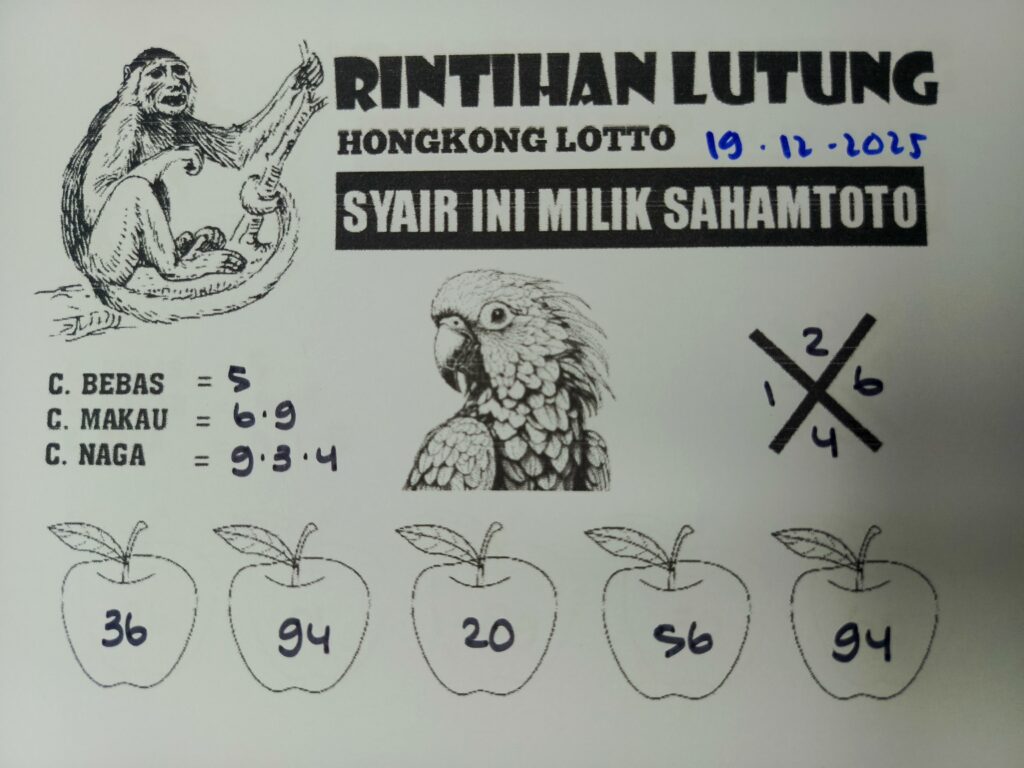 RINTIHAN LUTUNG
HONGKONG LOTTO 19.12.2025
SYAIR INI MILIK SAHAMTOTO
C. BEBAS = 5
C. MAKAU = 6.9
C. NAGA = 9.3.4
2
1 6
4
36 94 20 56 94